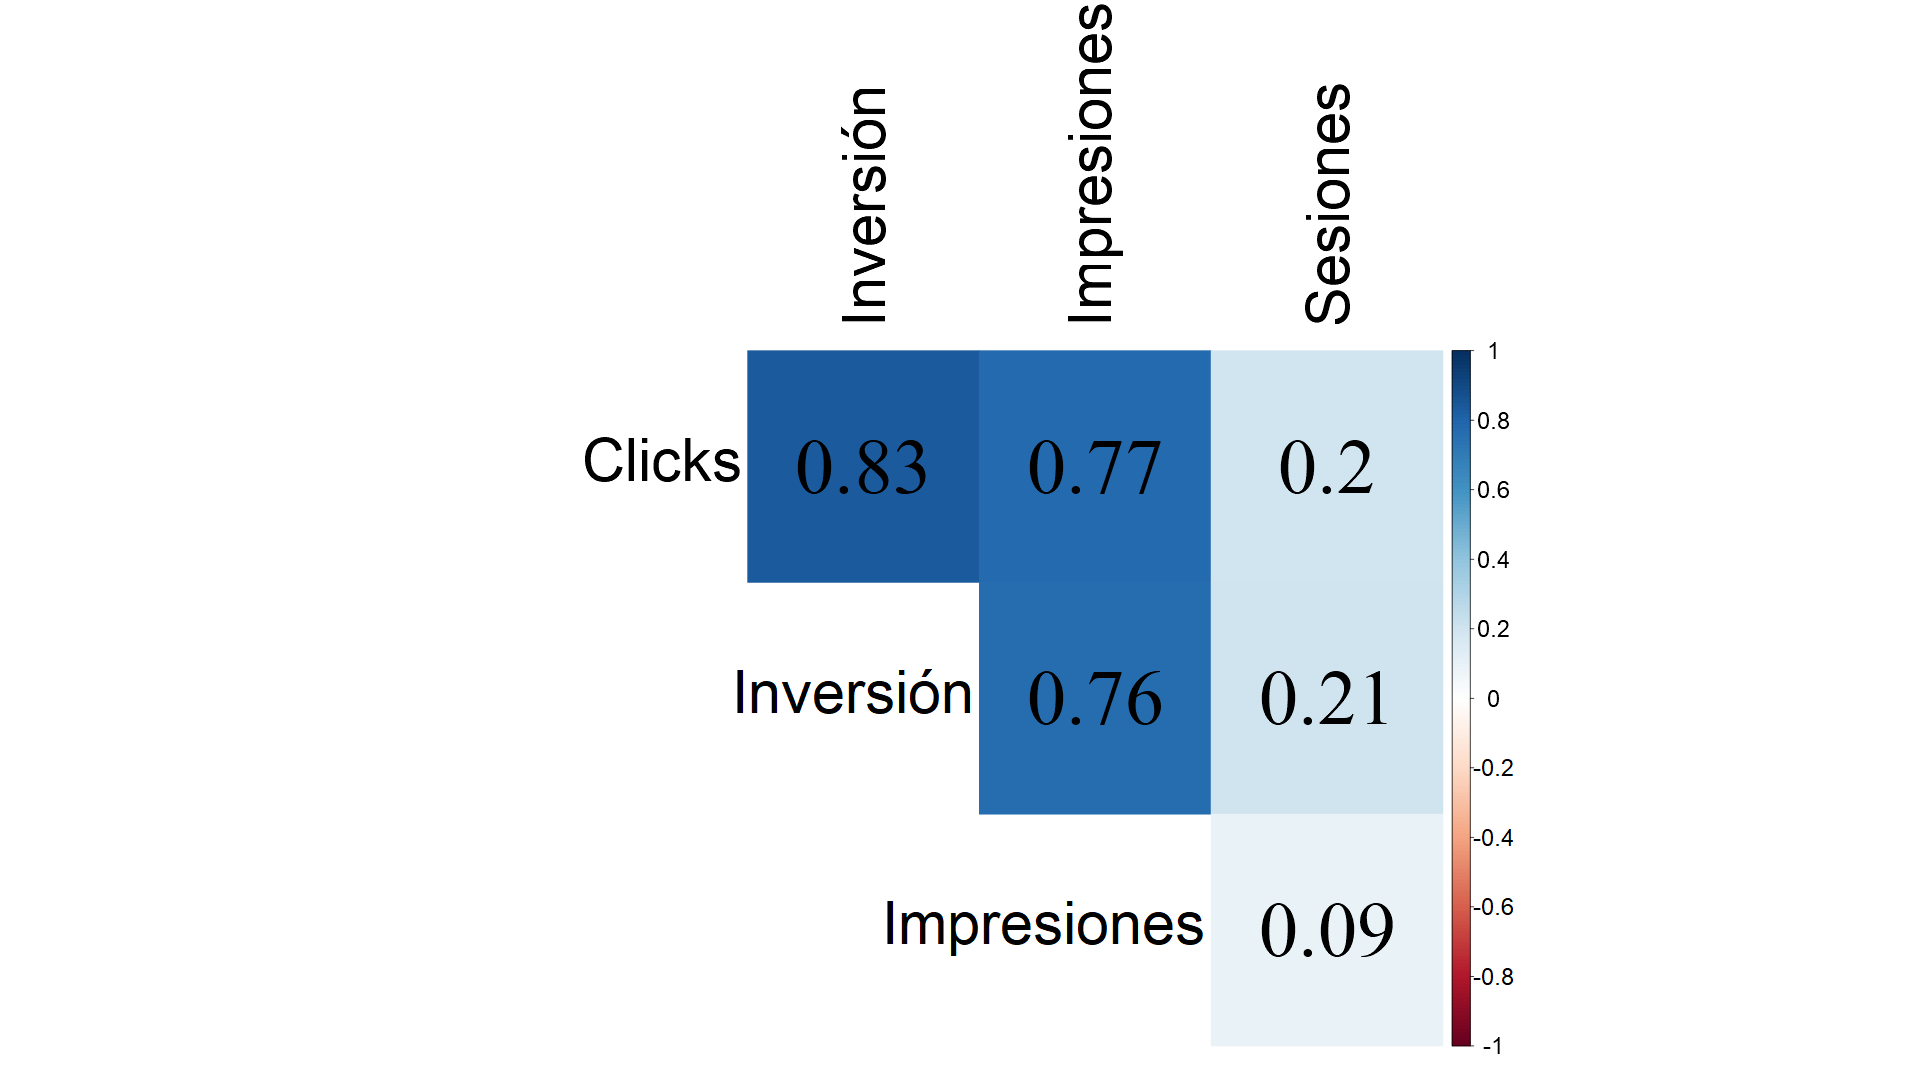 Inversión
Impresiones
Sesiones
Clicks 0.83 0.77 0.2
Inversión 0.76 0.21
Impresiones 0.09
1
0.8
0.6
0.4
0.2
0
-0.2
-0.4
-0.6
-0.8
-1